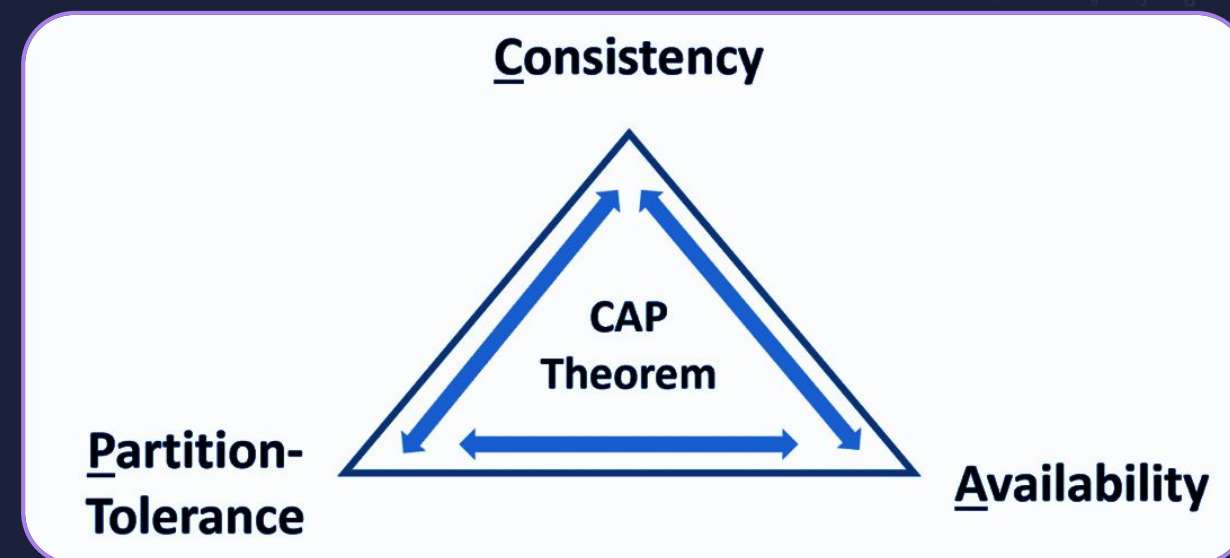 Consistency
CAP
Theorem
Partition-
Tolerance
Availability